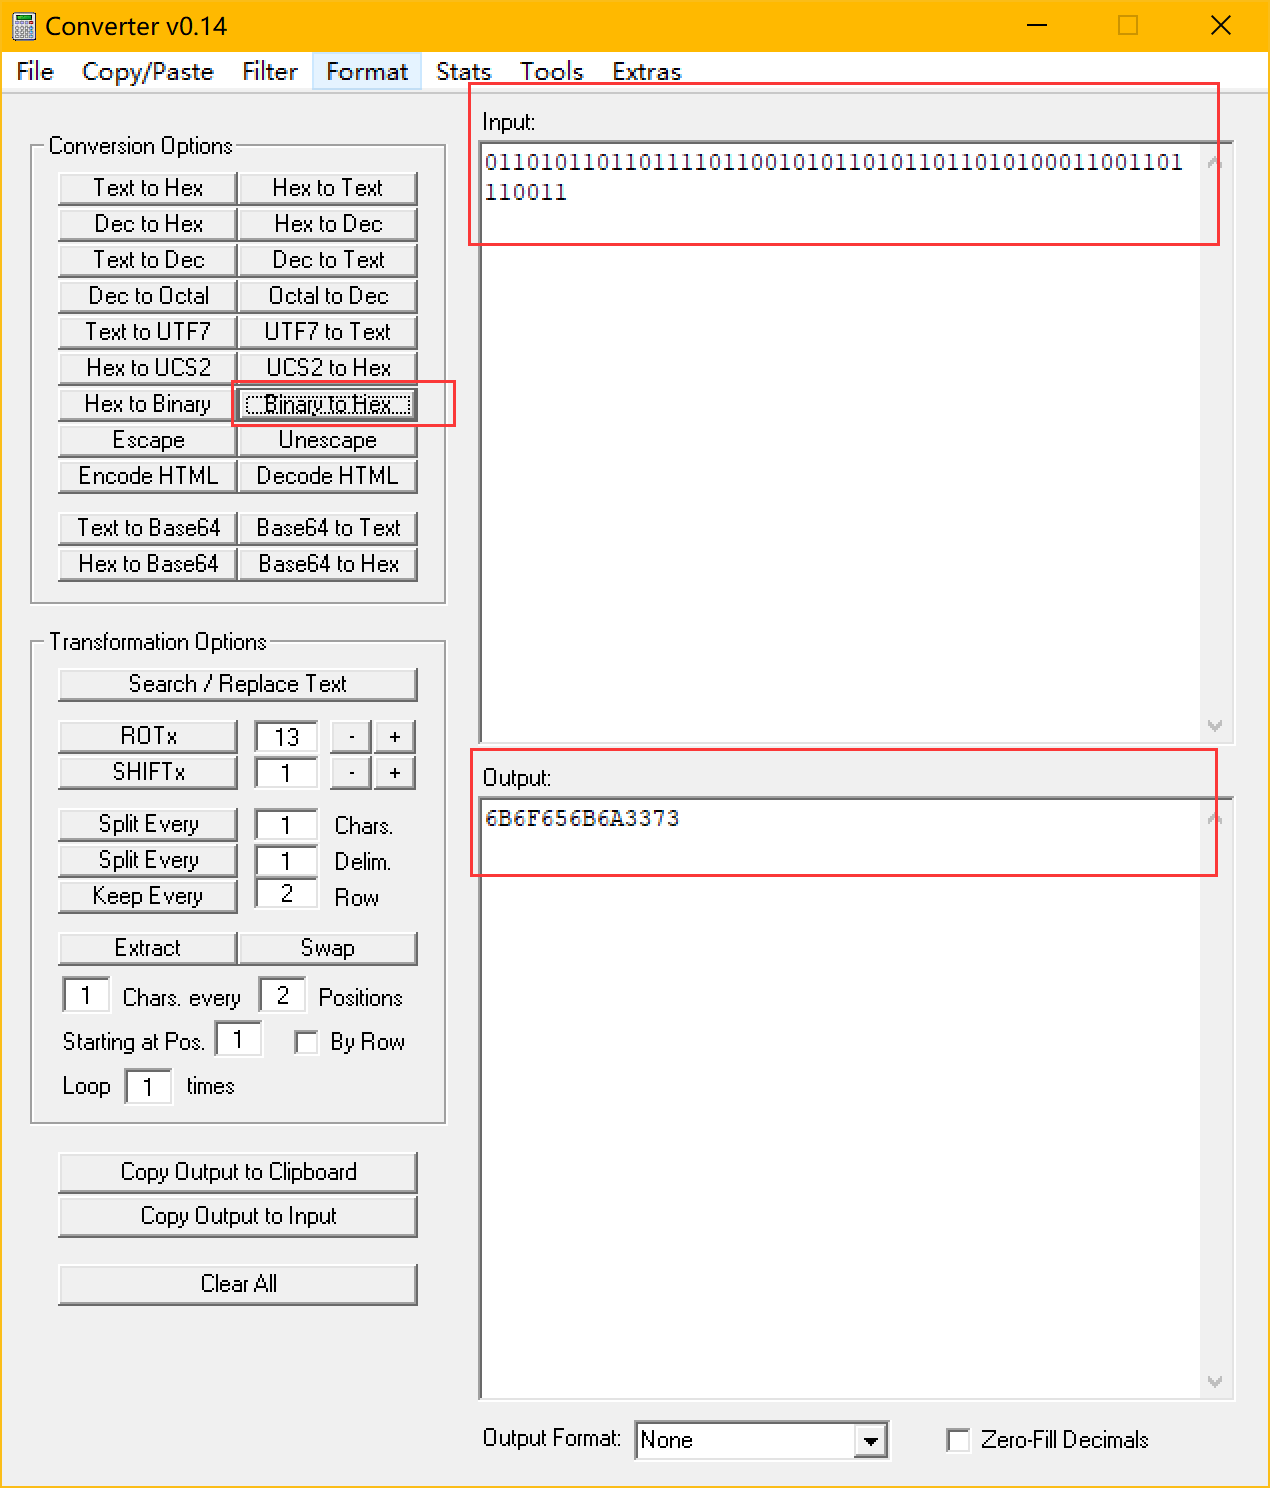 Converter v0.14
File Copy/Paste Filter Format Stats Tools Extras
Conversion Options
Text to Hex Hex to Text
Dec to Hex Hex to Dec
Text to Dec Dec to Text
Dec to Octal Octal to Dec
Text to UTF7 UTF7 to Text
Hex to UCS2 UCS2 to Hex
Hex to Binary Binary to Hex
Escape Unescape
Encode HTML Decode HTML
Text to Base64 Base64 to Text
Hex to Base64 Base64 to Hex
Transformation Options
Search / Replace Text
ROTx 13 - +
SHIFTx 1 - +
Split Every 1 Chars.
Split Every 1 Delim.
Keep Every 2 Row
Extract Swap
1 Chars. every 2 Positions
Starting at Pos. 1 By Row
Loop 1 times
Copy Output to Clipboard
Copy Output to Input
Clear All
Input:
01101011011011110110010101101011011010100011001101
110011
Output:
6B6F656B6A3373
Output Format: None Zero-Fill Decimals